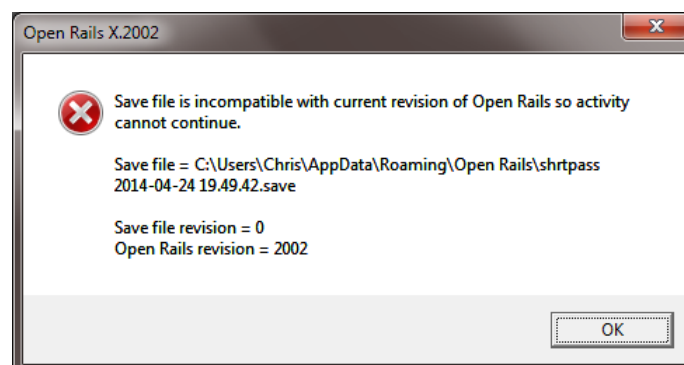 Open Rails X.2002
Save file is incompatible with current revision of Open Rails so activity
cannot continue.
Save file = C:\Users\Chris\AppData\Roaming\Open Rails\shrtpass
2014-04-24 19.49.42.save
Save file revision = 0
Open Rails revision = 2002
OK